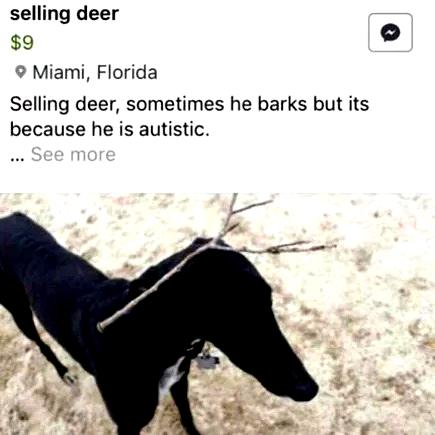 selling deer
$9
Miami, Florida
Selling deer, sometimes he barks but its
because he is autistic.
... See more